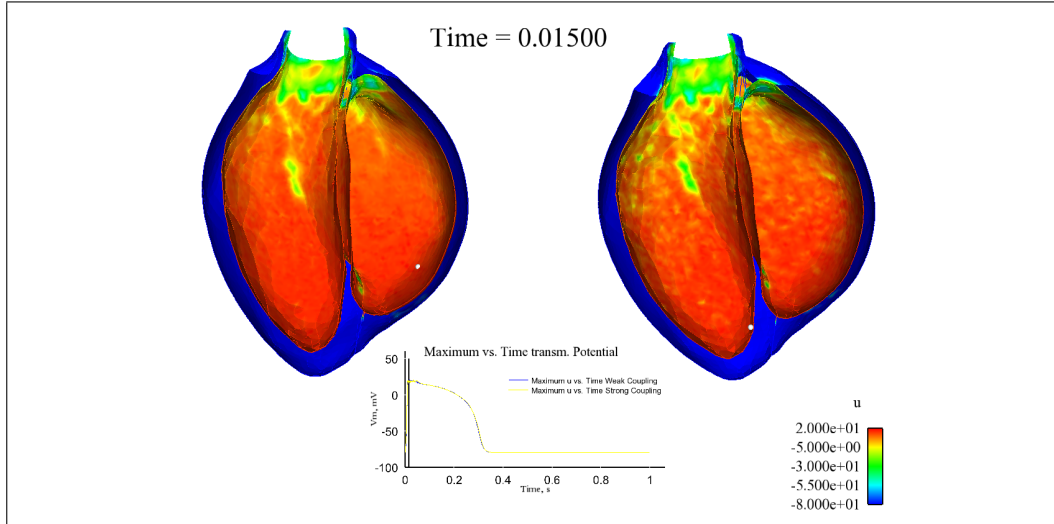 Time = 0.01500
Maximum vs. Time transm. Potential
50
0
-50
-100
Vm, mV
Maximum u vs. Time Weak Coupling
Maximum u vs. Time Strong Coupling
0 0.2 0.4 0.6 0.8 1
Time, s
u
2.000e+01
-5.000e+00
-3.000e+01
-5.500e+01
-8.000e+01